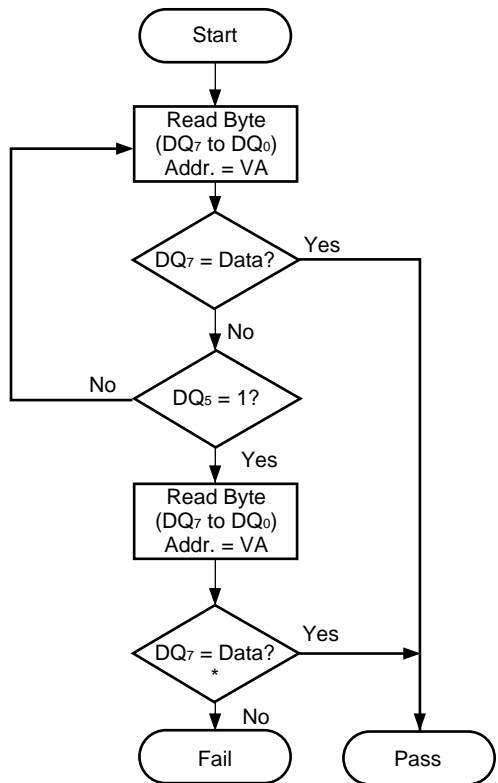 Start
Read Byte
(DQ7 to DQ0)
Addr. = VA
DQ7 = Data?
Yes
No
No
DQ5 = 1?
Yes
Read Byte
(DQ7 to DQ0)
Addr. = VA
DQ7 = Data?
*
Yes
No
Fail
Pass